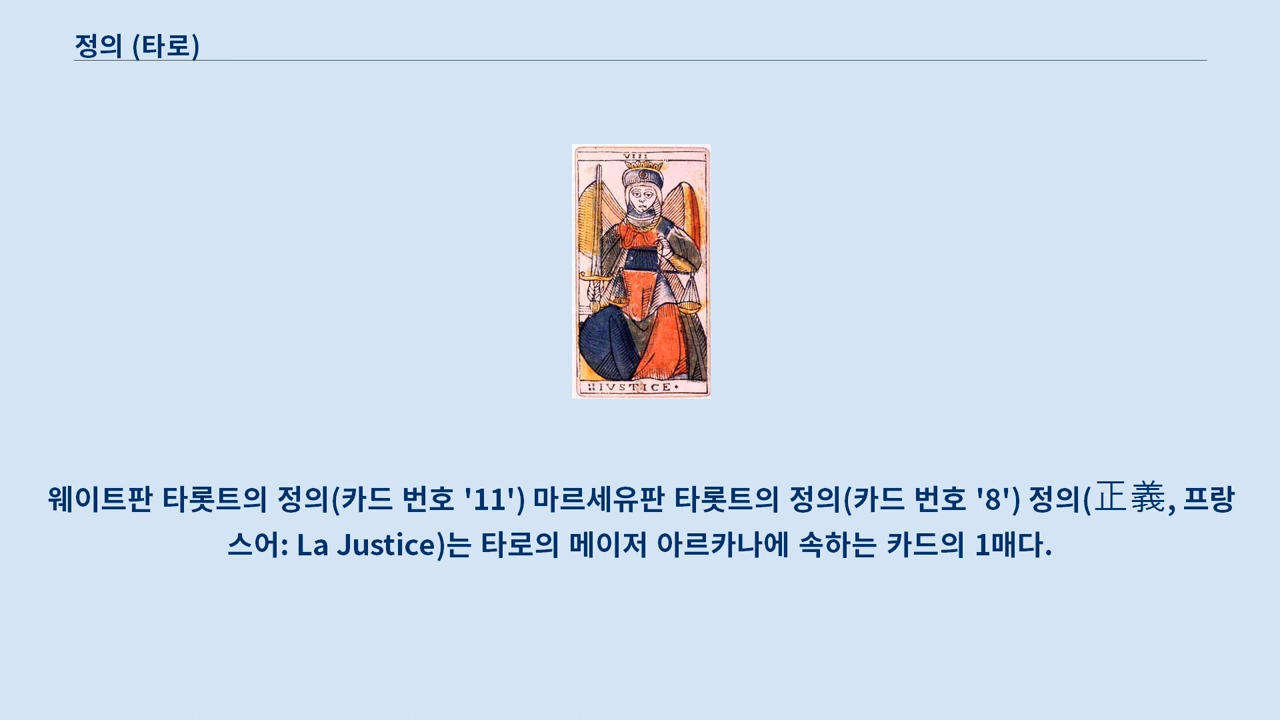 정의 (타로)
VIII
IVSTICE•
웨이트판 타롯트의 정의(카드 번호 '11') 마르세유판 타롯트의 정의(카드 번호 '8') 정의(正義, 프랑
스어: La Justice)는 타로의 메이저 아르카나에 속하는 카드의 1매다.